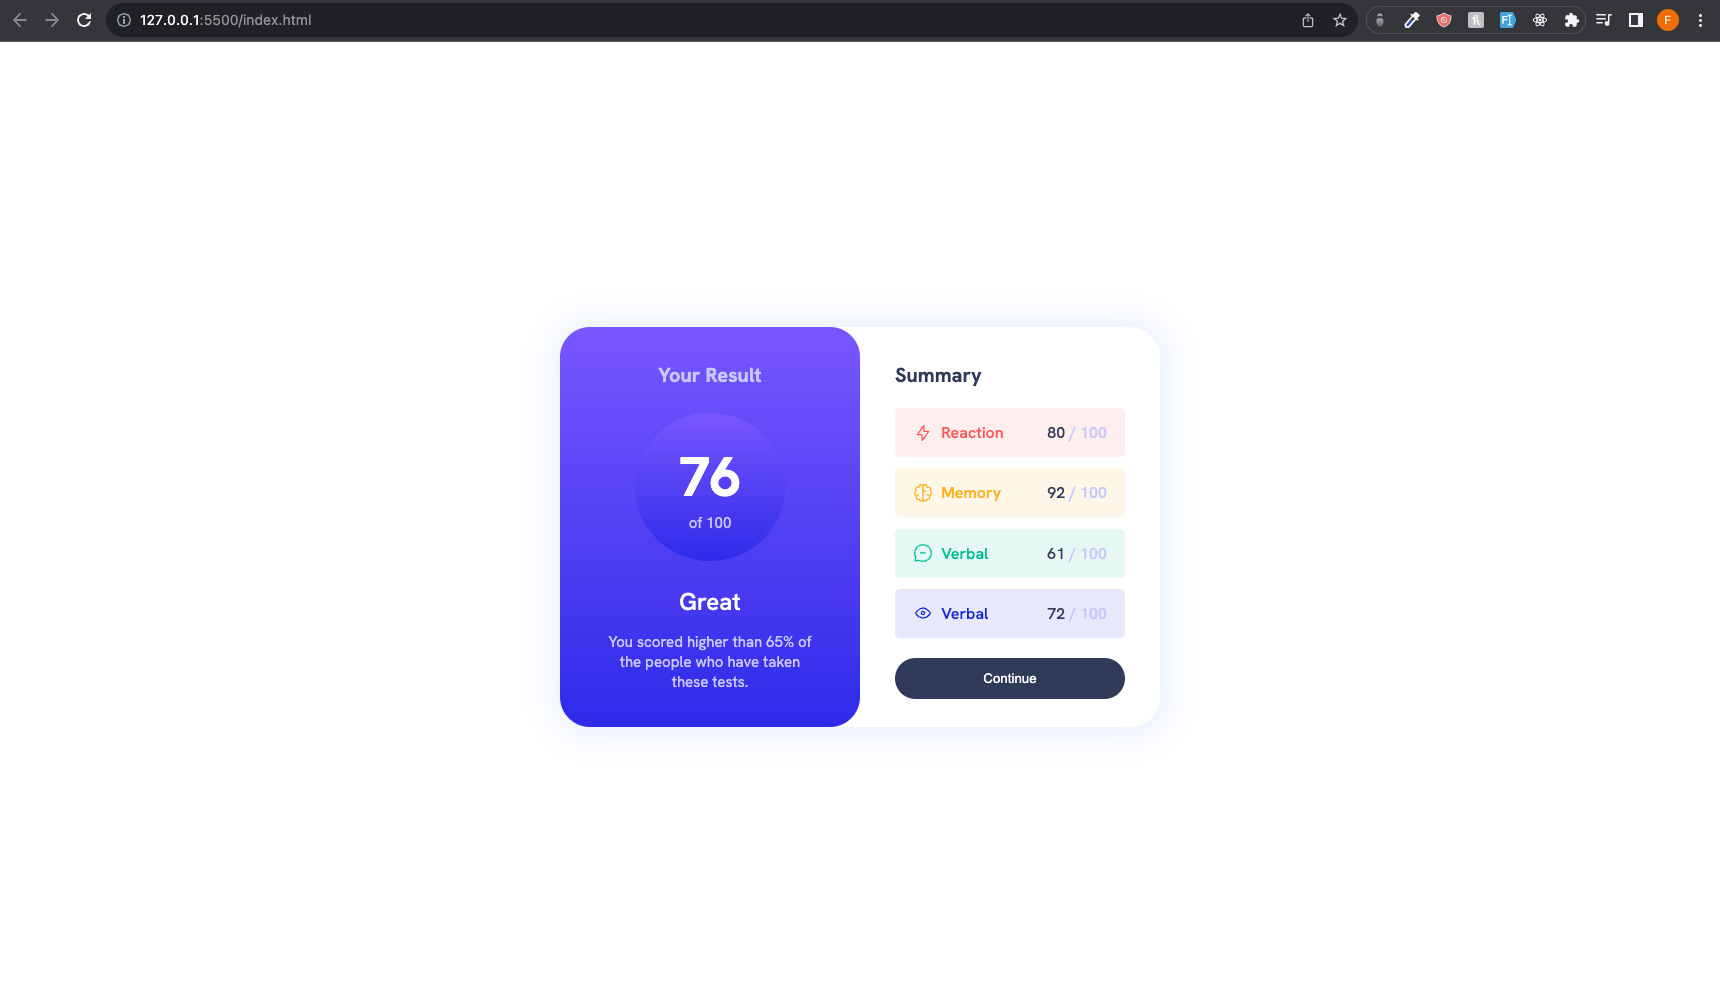 127.0.0.1:5500/index.html
F
Your Result
76
of 100
Great
You scored higher than 65% of
the people who have taken
these tests.
Summary
Reaction 80 / 100
Memory 92 / 100
Verbal 61 / 100
Verbal 72 / 100
Continue